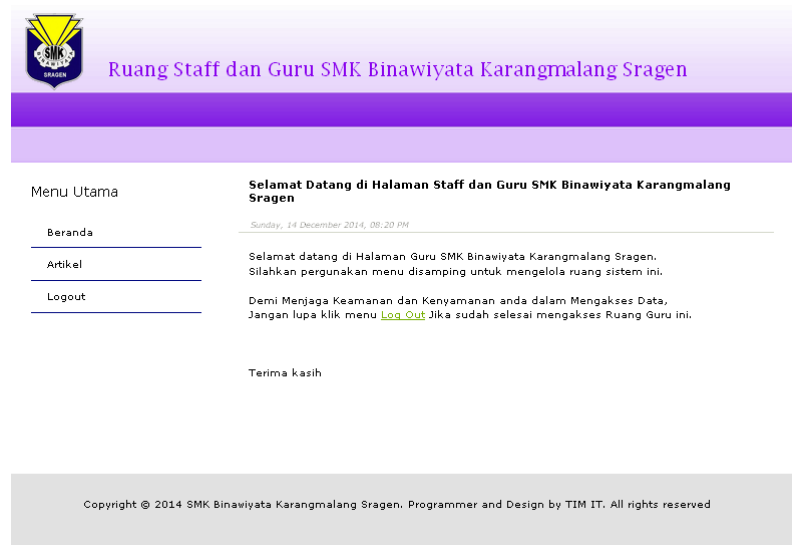 SMK
BINAWIYATA
SRAGEN
Ruang Staff dan Guru SMK Binawiyata Karangmalang Sragen
Menu Utama
Beranda
Artikel
Logout
Selamat Datang di Halaman Staff dan Guru SMK Binawiyata Karangmalang
Sragen
Sunday, 14 December 2014, 08:20 PM
Selamat datang di Halaman Guru SMK Binawiyata Karangmalang Sragen.
Silahkan pergunakan menu disamping untuk mengelola ruang sistem ini.
Demi Menjaga Keamanan dan Kenyamanan anda dalam Mengakses Data,
Jangan lupa klik menu Log Out Jika sudah selesai mengakses Ruang Guru ini.
Terima kasih
Copyright © 2014 SMK Binawiyata Karangmalang Sragen. Programmer and Design by TIM IT. All rights reserved